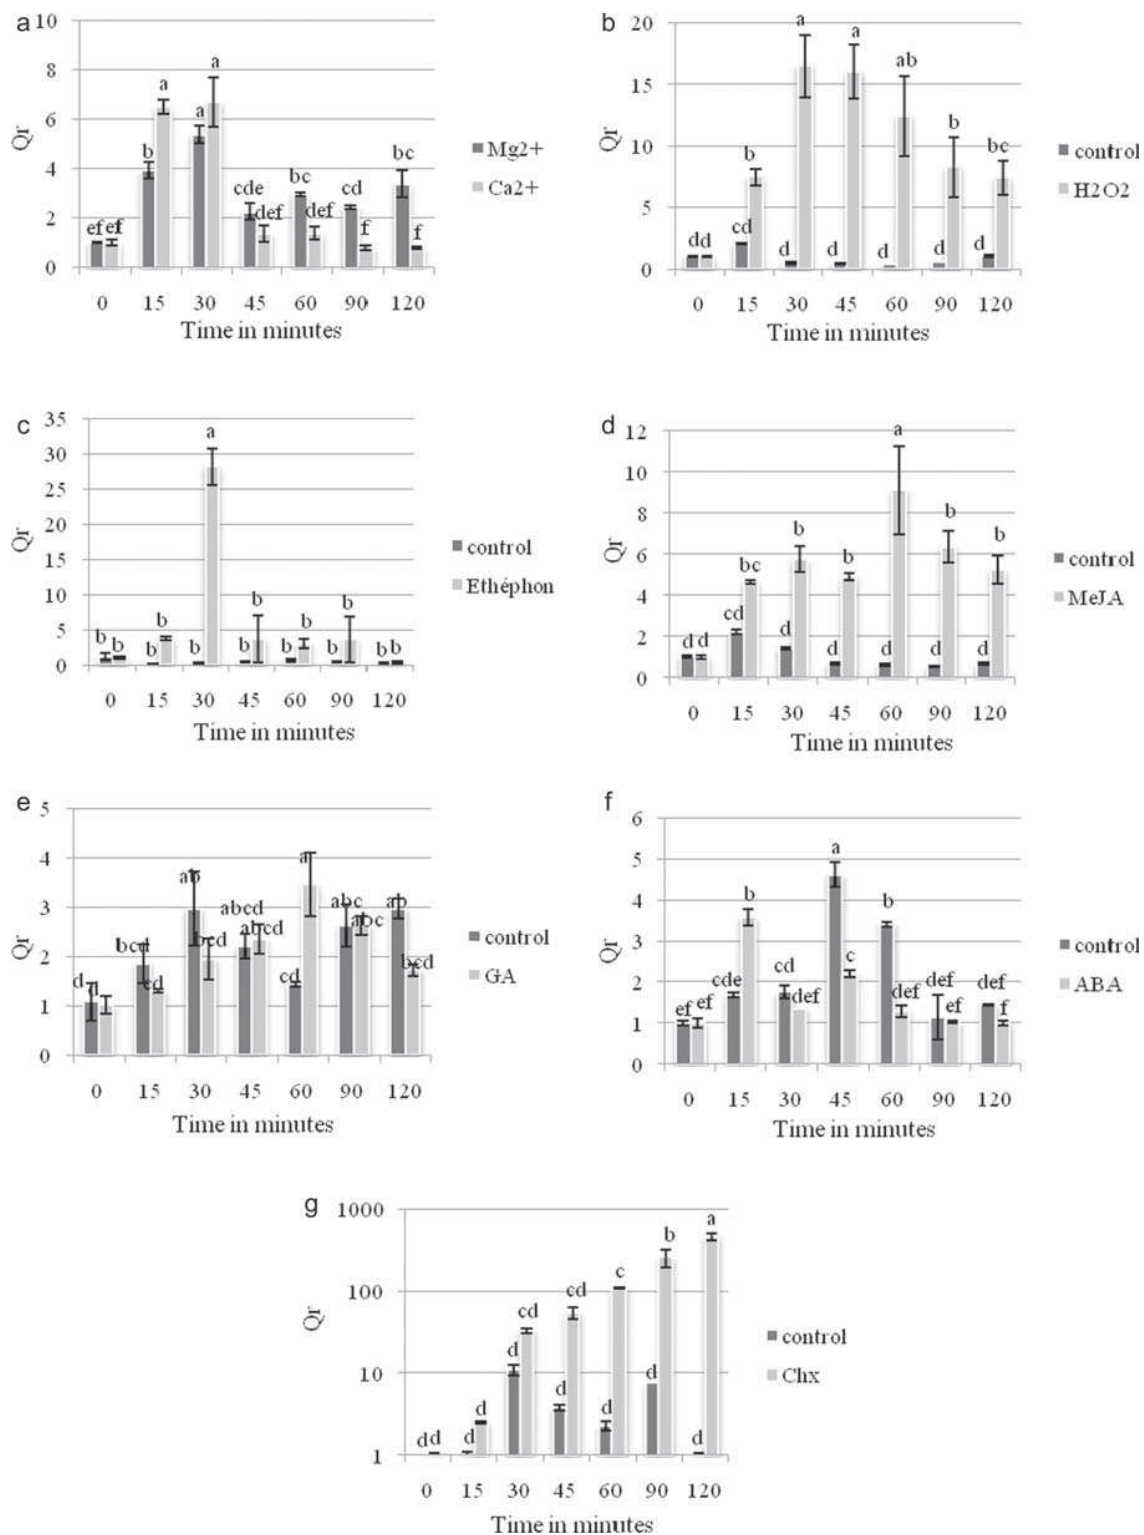 a
10
8
6
4
2
0
Qr
ef ef
b
a
a
a
cde
def
bc
def
cd
f
bc
f
0 15 30 45 60 90 120
Time in minutes
Mg2+
Ca2+
b
20
15
10
5
0
Qr
d d
cd
b
d
a
d
a
d
ab
d
b
d
bc
0 15 30 45 60 90 120
Time in minutes
control
H2O2
c
35
30
25
20
15
10
5
0
Qr
b b
b
b
b
a
b
b
b
b
b
b
b b
0 15 30 45 60 90 120
Time in minutes
control
Ethéphon
d
12
10
8
6
4
2
0
Qr
d d
cd
bc
d
b
d
b
d
a
d
b
d
b
0 15 30 45 60 90 120
Time in minutes
control
MeJA
e
5
4
3
2
1
0
Qr
d
d
bcd
cd
ab
bcd
abcd
abcd
cd
a
abc
abc
ab
bcd
0 15 30 45 60 90 120
Time in minutes
control
GA
f
6
5
4
3
2
1
0
Qr
ef ef
cde
b
cd
def
a
c
b
def
def
ef
def
f
0 15 30 45 60 90 120
Time in minutes
control
ABA
g
1000
100
10
1
Qr
d d
d
d
d
cd
d
cd
d
c
d
b
d
a
0 15 30 45 60 90 120
Time in minutes
control
Chx